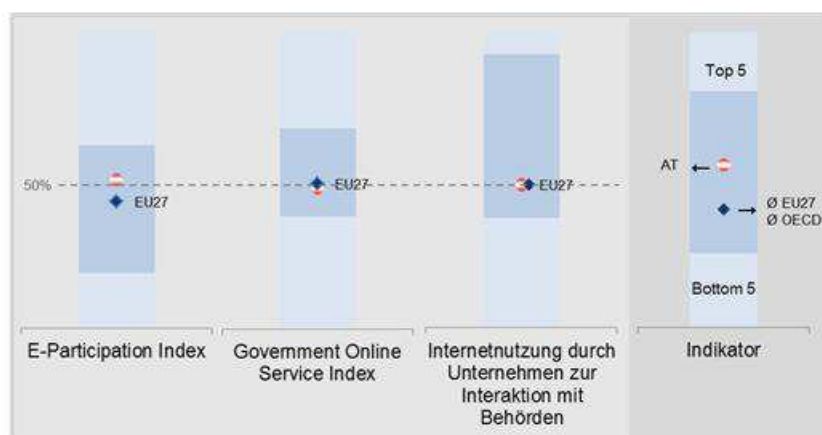 Top 5
AT
50%
EU27
EU27
EU27
Ø EU27
Ø OECD
Bottom 5
E-Participation Index
Government Online
Service Index
Internetnutzung durch
Unternehmen zur
Interaktion mit
Behörden
Indikator